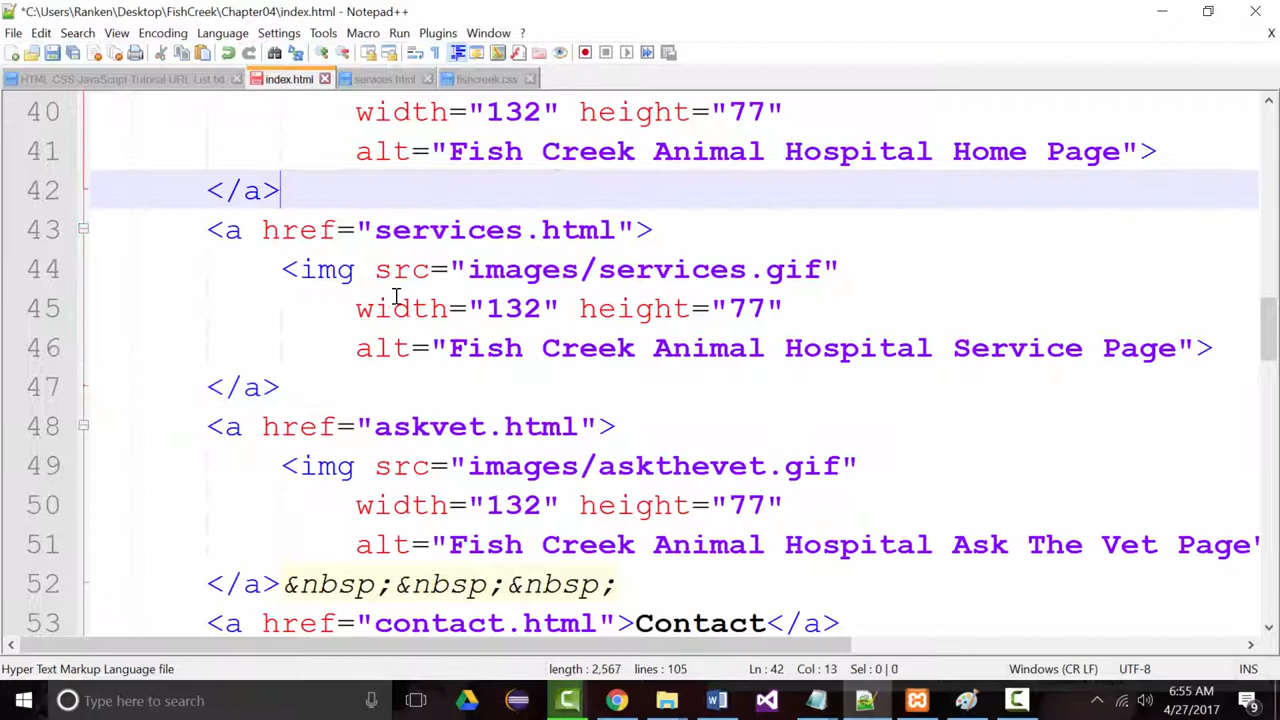 *C:\Users\Ranken\Desktop\FishCreek\Chapter04\index.html - Notepad++
File Edit Search View Encoding Language Settings Tools Macro Run Plugins Window ? X
HTML CSS JavaScript Tutorial URL List.txt index.html services.html fishcreek.css
40 width="132" height="77"
41 alt="Fish Creek Animal Hospital Home Page">
42 </a>
43 <a href="services.html">
44 <img src="images/services.gif"
45 width="132" height="77"
46 alt="Fish Creek Animal Hospital Service Page">
47 </a>
48 <a href="askvet.html">
49 <img src="images/askthevet.gif"
50 width="132" height="77"
51 alt="Fish Creek Animal Hospital Ask The Vet Page"
52 </a>&nbsp;&nbsp;&nbsp;
53 <a href="contact.html">Contact</a>
Hyper Text Markup Language file length : 2,567 lines : 105 Ln : 42 Col : 13 Sel : 0 | 0 Windows (CR LF) UTF-8 INS
Type here to search 6:55 AM
4/27/2017 9